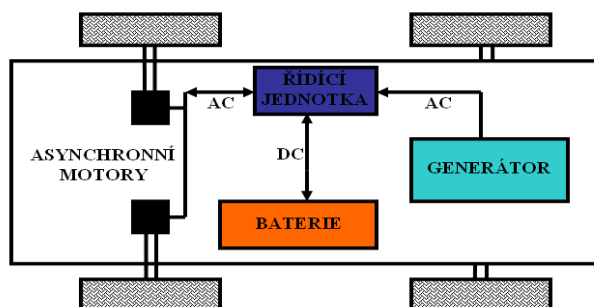 ŘÍDÍCÍ
JEDNOTKA
AC
AC
ASYNCHRONNÍ
MOTORY
DC
GENERÁTOR
BATERIE